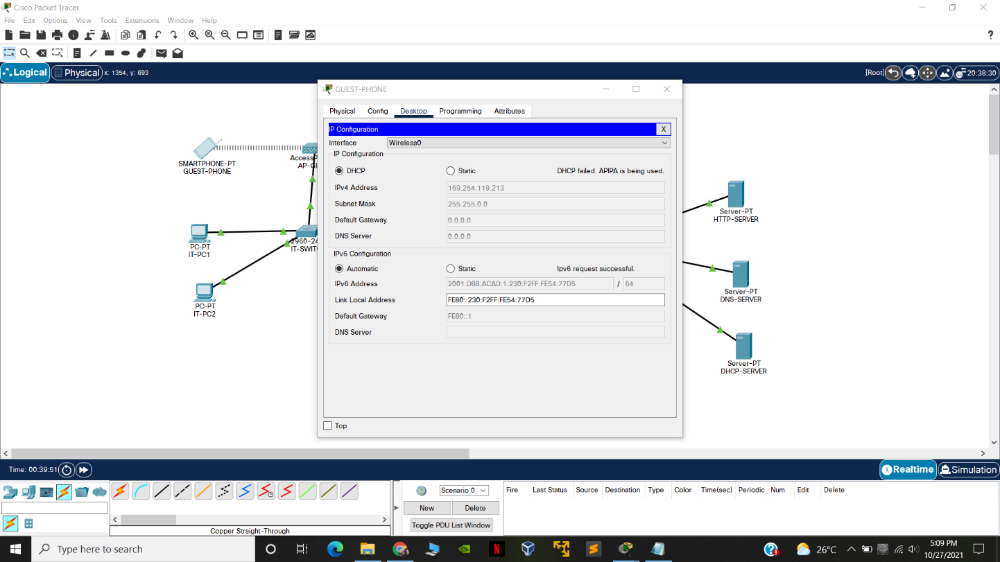 Cisco Packet Tracer
File Edit Options View Tools Extensions Window Help
?
Logical Physical x: 1354, y: 693 [Root] 20:38:30
GUEST-PHONE
Physical Config Desktop Programming Attributes
IP Configuration X
Interface Wireless0
IP Configuration
DHCP Static DHCP failed. APIPA is being used.
IPv4 Address 169.254.119.213
Subnet Mask 255.255.0.0
Default Gateway 0.0.0.0
DNS Server 0.0.0.0
IPv6 Configuration
Automatic Static Ipv6 request successful.
IPv6 Address 2001:DB8:ACAD:1:230:F2FF:FE54:77D5 / 64
Link Local Address FE80::230:F2FF:FE54:77D5
Default Gateway FE80::1
DNS Server
Top
SMARTPHONE-PT
GUEST-PHONE
AccessP
AP-GU
PC-PT
IT-PC1
2960-24
IT-SWIT
PC-PT
IT-PC2
Server-PT
HTTP-SERVER
Server-PT
DNS-SERVER
Server-PT
DHCP-SERVER
Time: 00:39:51 Realtime Simulation
Scenario 0
New Delete
Toggle PDU List Window
Fire Last Status Source Destination Type Color Time(sec) Periodic Num Edit Delete
Copper Straight-Through
Type here to search
26°C
5:09 PM
10/27/2021